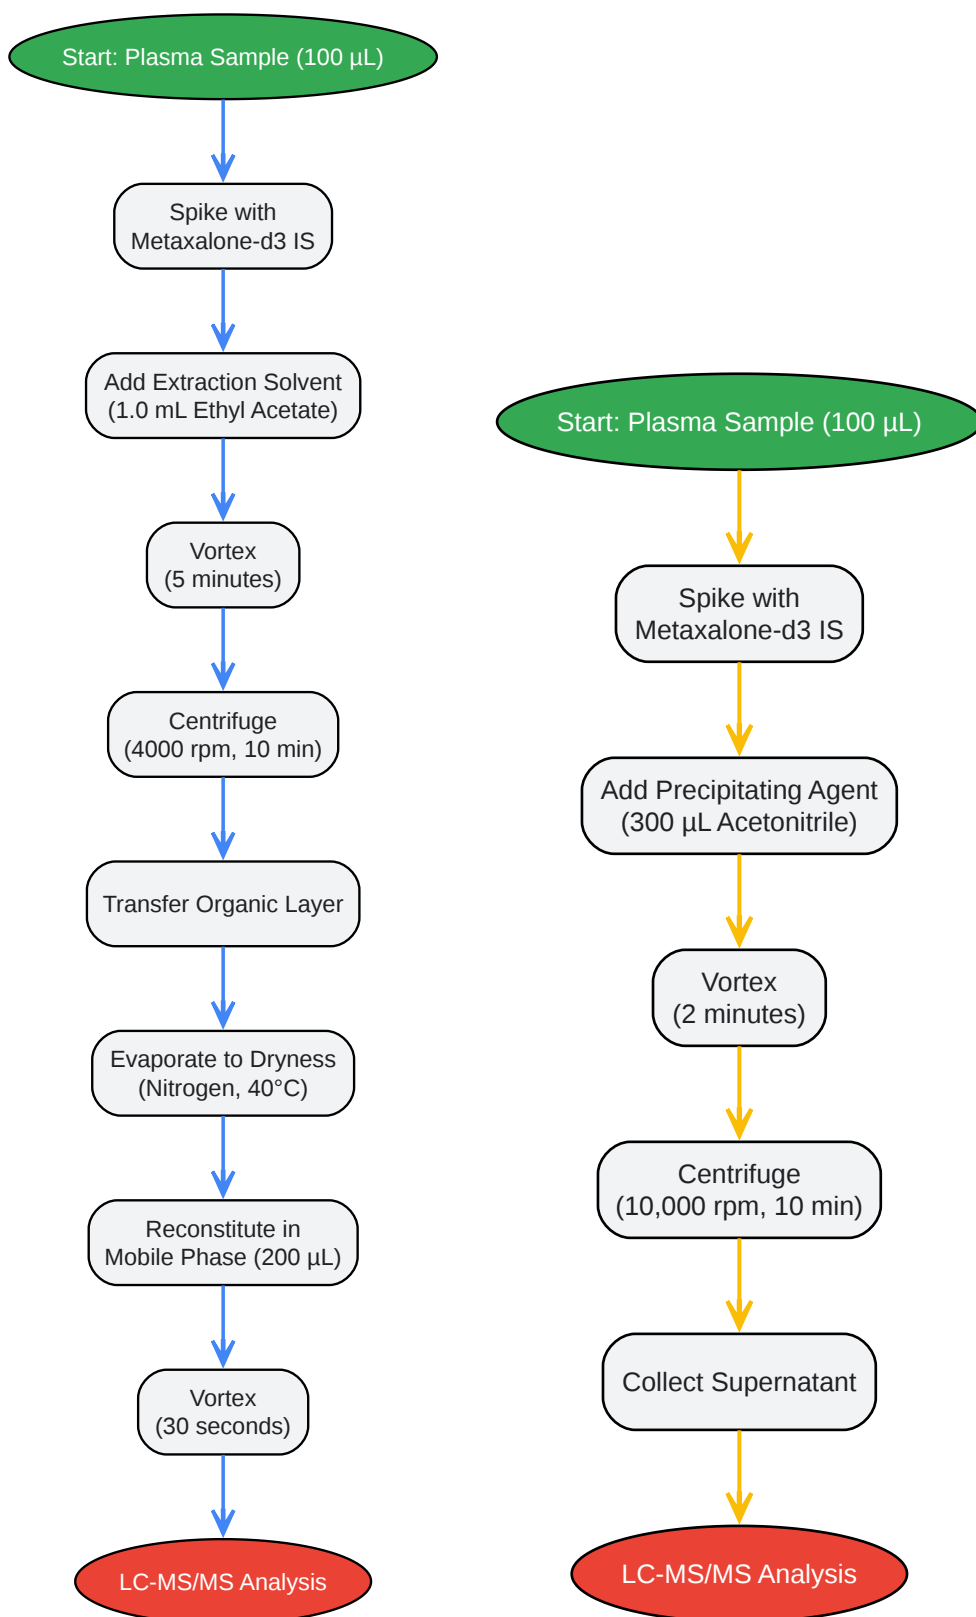 Start: Plasma Sample (100 µL)
Spike with
Metaxalone-d3 IS
Add Extraction Solvent
(1.0 mL Ethyl Acetate)
Vortex
(5 minutes)
Centrifuge
(4000 rpm, 10 min)
Transfer Organic Layer
Evaporate to Dryness
(Nitrogen, 40°C)
Reconstitute in
Mobile Phase (200 µL)
Vortex
(30 seconds)
LC-MS/MS Analysis
Start: Plasma Sample (100 µL)
Spike with
Metaxalone-d3 IS
Add Precipitating Agent
(300 µL Acetonitrile)
Vortex
(2 minutes)
Centrifuge
(10,000 rpm, 10 min)
Collect Supernatant
LC-MS/MS Analysis